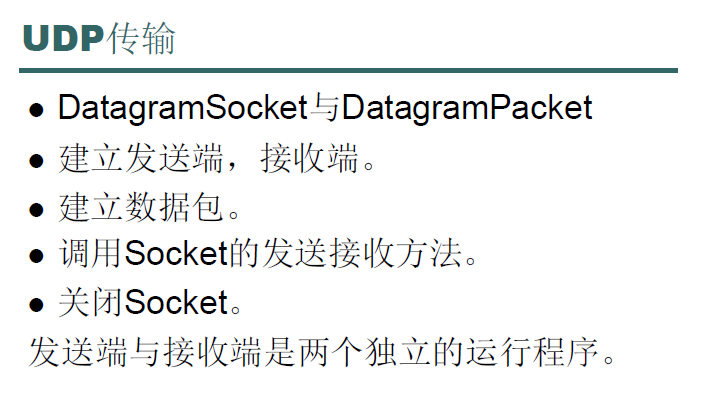 UDP传输
● DatagramSocket与DatagramPacket
● 建立发送端，接收端。
● 建立数据包。
● 调用Socket的发送接收方法。
● 关闭Socket。
发送端与接收端是两个独立的运行程序。